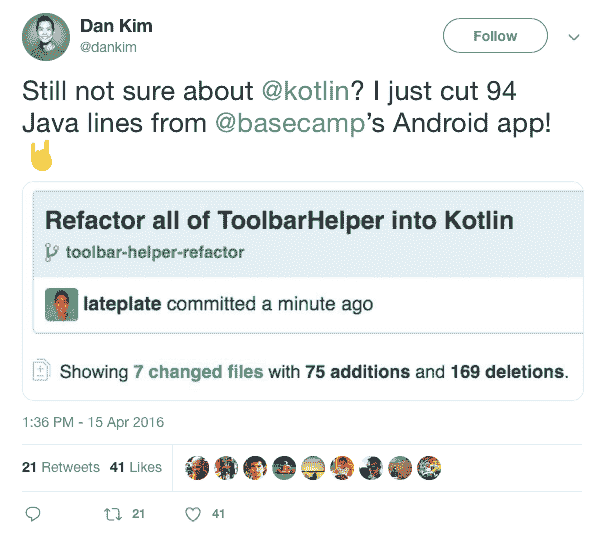 Dan Kim
@dankim
Follow
Still not sure about @kotlin? I just cut 94
Java lines from @basecamp's Android app!
🤘
Refactor all of ToolbarHelper into Kotlin
toolbar-helper-refactor
lateplate committed a minute ago
Showing 7 changed files with 75 additions and 169 deletions.
1:36 PM - 15 Apr 2016
21 Retweets 41 Likes
21 41